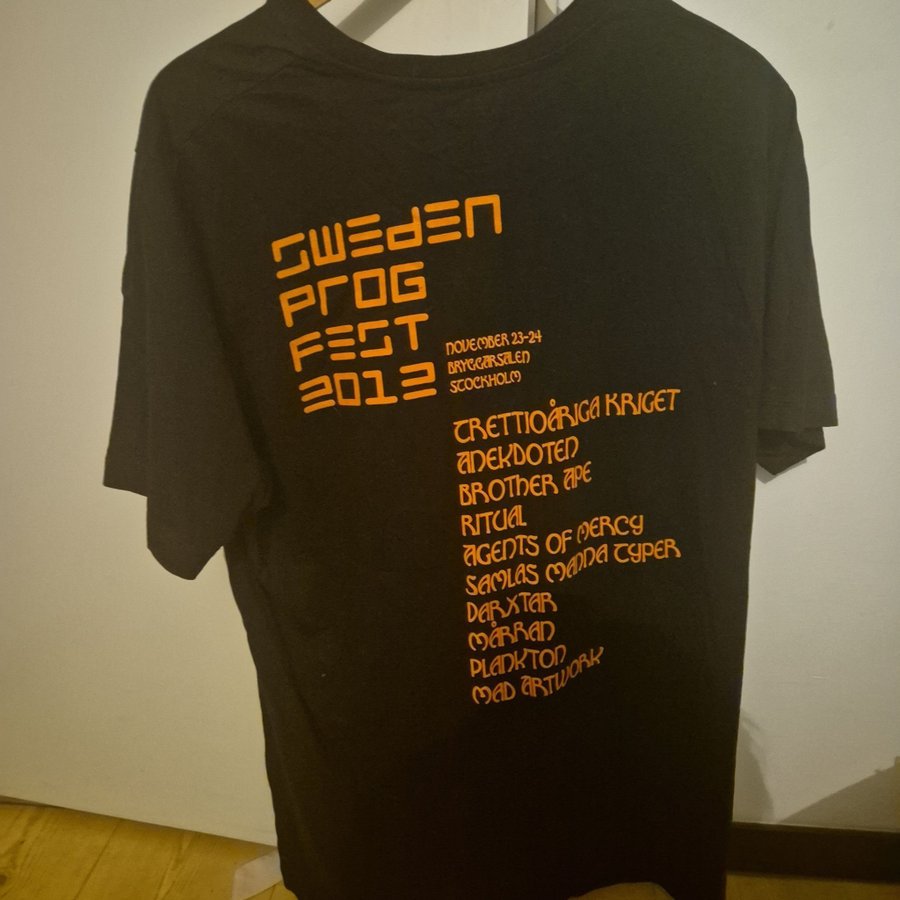 SWEDEN
PROG
FEST
2012
NOVEMBER 23-24
BRYGGARSALEN
STOCKHOLM
TRETTIOÅRIGA KRIGET
ANEKDOTEN
BROTHER APE
RITUAL
AGENTS OF MERCY
SAMLAS MANNA TYPER
DARXTAR
MÅRRAN
PLANKTON
MAD ARTWORK